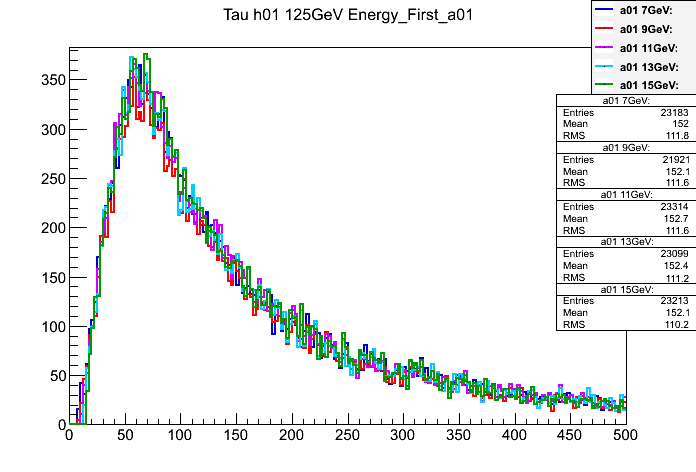 Tau h01 125GeV Energy_First_a01
a01 7GeV:
a01 9GeV:
a01 11GeV:
a01 13GeV:
a01 15GeV:
a01 7GeV:
Entries 23183
Mean 152
RMS 111.8
a01 9GeV:
Entries 21921
Mean 152.1
RMS 111.6
a01 11GeV:
Entries 23314
Mean 152.7
RMS 111.6
a01 13GeV:
Entries 23099
Mean 152.4
RMS 111.2
a01 15GeV:
Entries 23213
Mean 152.1
RMS 110.2
350
300
250
200
150
100
50
0
0 50 100 150 200 250 300 350 400 450 500